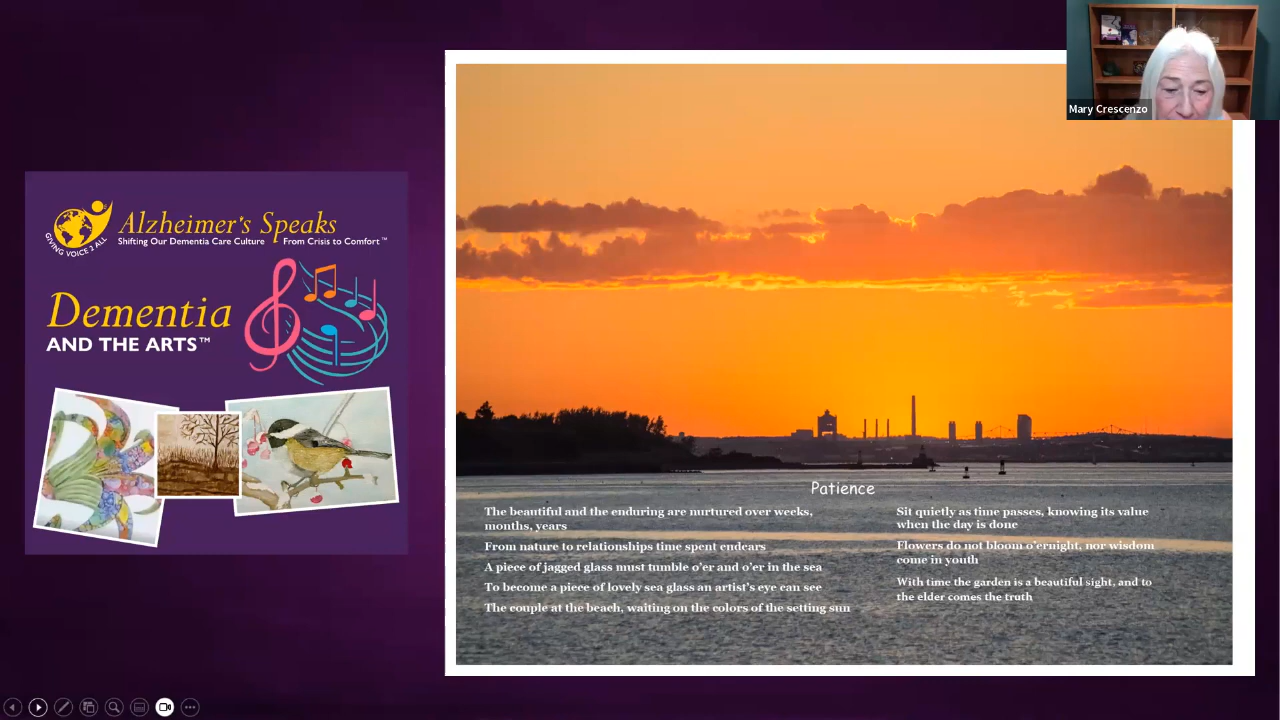 Mary Crescenzo
GIVING VOICE 2 ALL
Alzheimer's Speaks
Shifting Our Dementia Care Culture From Crisis to Comfort™
Dementia
AND THE ARTS™
Patience
The beautiful and the enduring are nurtured over weeks,
months, years
From nature to relationships time spent endears
A piece of jagged glass must tumble o'er and o'er in the sea
To become a piece of lovely sea glass an artist's eye can see
The couple at the beach, waiting on the colors of the setting sun
Sit quietly as time passes, knowing its value
when the day is done
Flowers do not bloom o'ernight, nor wisdom
come in youth
With time the garden is a beautiful sight, and to
the elder comes the truth